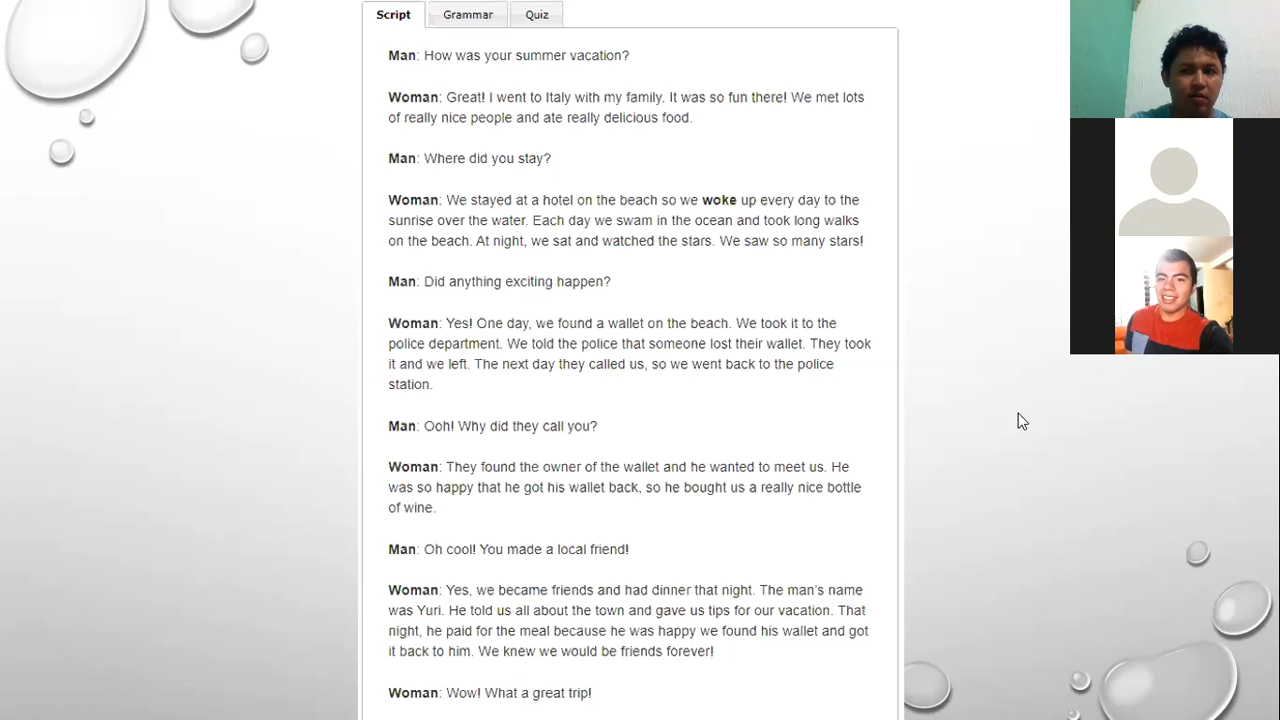 Script Grammar Quiz
Man: How was your summer vacation?
Woman: Great! I went to Italy with my family. It was so fun there! We met lots
of really nice people and ate really delicious food.
Man: Where did you stay?
Woman: We stayed at a hotel on the beach so we woke up every day to the
sunrise over the water. Each day we swam in the ocean and took long walks
on the beach. At night, we sat and watched the stars. We saw so many stars!
Man: Did anything exciting happen?
Woman: Yes! One day, we found a wallet on the beach. We took it to the
police department. We told the police that someone lost their wallet. They took
it and we left. The next day they called us, so we went back to the police
station.
Man: Ooh! Why did they call you?
Woman: They found the owner of the wallet and he wanted to meet us. He
was so happy that he got his wallet back, so he bought us a really nice bottle
of wine.
Man: Oh cool! You made a local friend!
Woman: Yes, we became friends and had dinner that night. The man's name
was Yuri. He told us all about the town and gave us tips for our vacation. That
night, he paid for the meal because he was happy we found his wallet and got
it back to him. We knew we would be friends forever!
Woman: Wow! What a great trip!